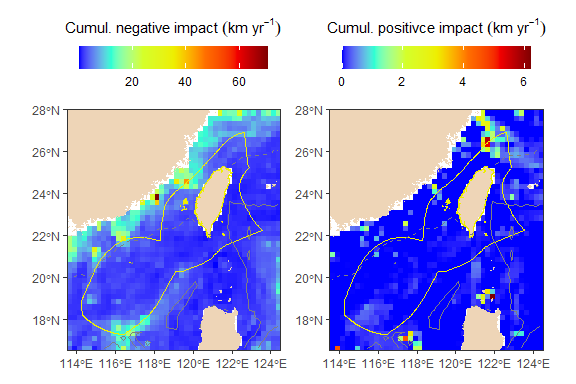 Cumul. negative impact (km yr⁻¹)
20 40 60
Cumul. positivce impact (km yr⁻¹)
0 2 4 6
28°N
26°N
24°N
22°N
20°N
18°N
114°E 116°E 118°E 120°E 122°E 124°E
28°N
26°N
24°N
22°N
20°N
18°N
114°E 116°E 118°E 120°E 122°E 124°E